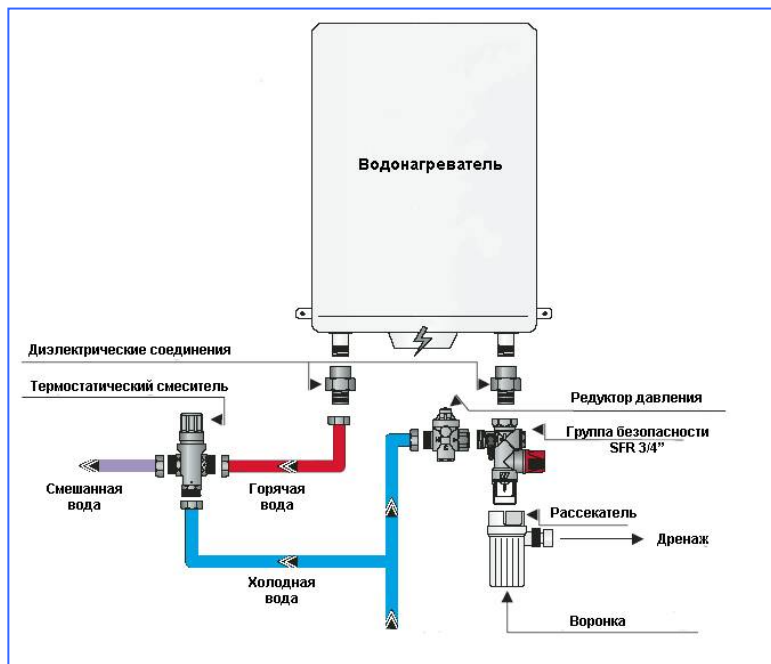 Водонагреватель
Диэлектрические соединения
Термостатический смеситель
Редуктор давления
Группа безопасности
SFR 3/4”
Смешанная
вода
Горячая
вода
Рассекатель
Дренаж
Холодная
вода
Воронка